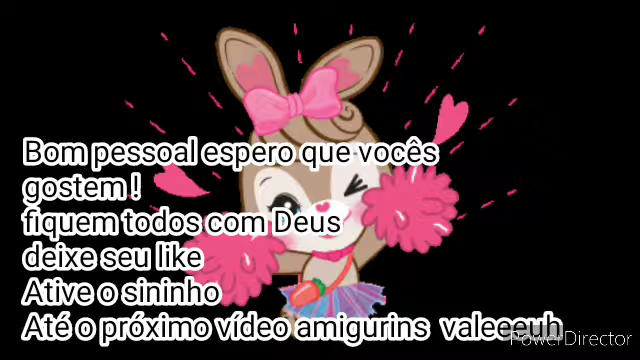 Bom pessoal espero que vocês
gostem !
fiquem todos com Deus
deixe seu like
Ative o sininho
Até o próximo vídeo amigurins valeeeuh
PowerDirector